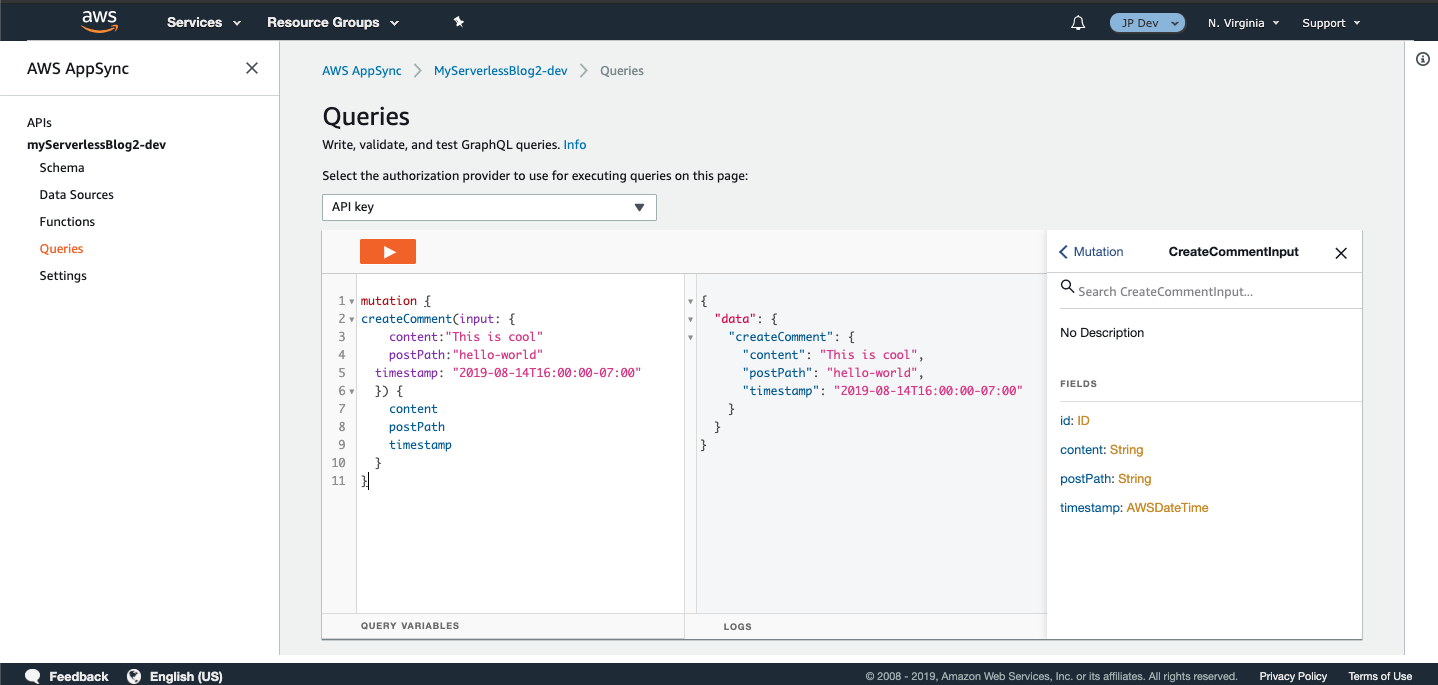 aws Services Resource Groups JP Dev N. Virginia Support
AWS AppSync
APIs
myServerlessBlog2-dev
Schema
Data Sources
Functions
Queries
Settings
AWS AppSync MyServerlessBlog2-dev Queries
Queries
Write, validate, and test GraphQL queries. Info
Select the authorization provider to use for executing queries on this page:
API key
1 mutation {
2 createComment(input: {
3 content:"This is cool"
4 postPath:"hello-world"
5 timestamp: "2019-08-14T16:00:00-07:00"
6 }) {
7 content
8 postPath
9 timestamp
10 }
11 }
QUERY VARIABLES
{
"data": {
"createComment": {
"content": "This is cool",
"postPath": "hello-world",
"timestamp": "2019-08-14T16:00:00-07:00"
}
}
}
LOGS
Mutation CreateCommentInput
Search CreateCommentInput...
No Description
FIELDS
id: ID
content: String
postPath: String
timestamp: AWSDateTime
Feedback English (US) © 2008 - 2019, Amazon Web Services, Inc. or its affiliates. All rights reserved. Privacy Policy Terms of Use